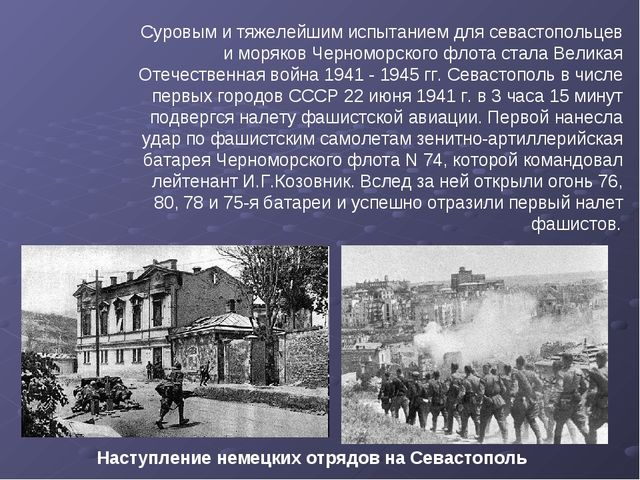 Суровым и тяжелейшим испытанием для севастопольцев
и моряков Черноморского флота стала Великая
Отечественная война 1941 - 1945 гг. Севастополь в числе
первых городов СССР 22 июня 1941 г. в 3 часа 15 минут
подвергся налету фашистской авиации. Первой нанесла
удар по фашистским самолетам зенитно-артиллерийская
батарея Черноморского флота N 74, которой командовал
лейтенант И.Г.Козовник. Вслед за ней открыли огонь 76,
80, 78 и 75-я батареи и успешно отразили первый налет
фашистов.
Наступление немецких отрядов на Севастополь